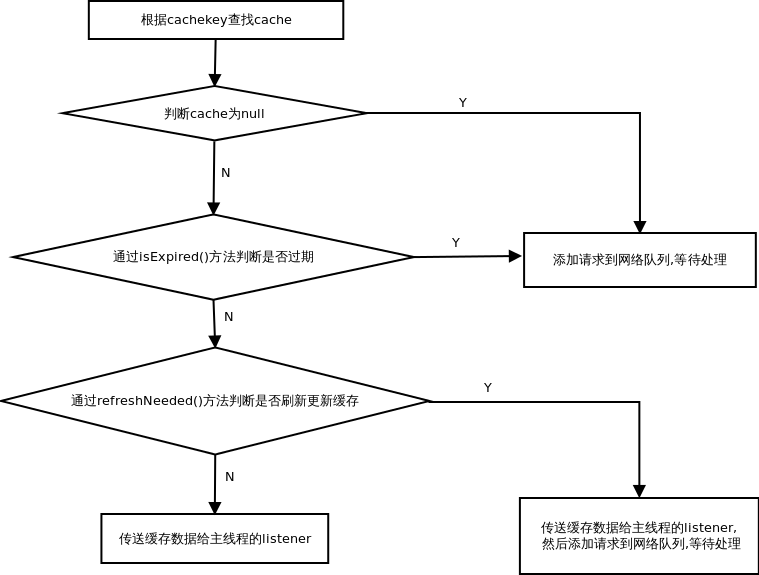 根据cachekey查找cache
判断cache为null
Y
N
通过isExpired()方法判断是否过期
Y
添加请求到网络队列,等待处理
N
通过refreshNeeded()方法判断是否刷新更新缓存
Y
N
传送缓存数据给主线程的listener
传送缓存数据给主线程的listener,
然后添加请求到网络队列,等待处理